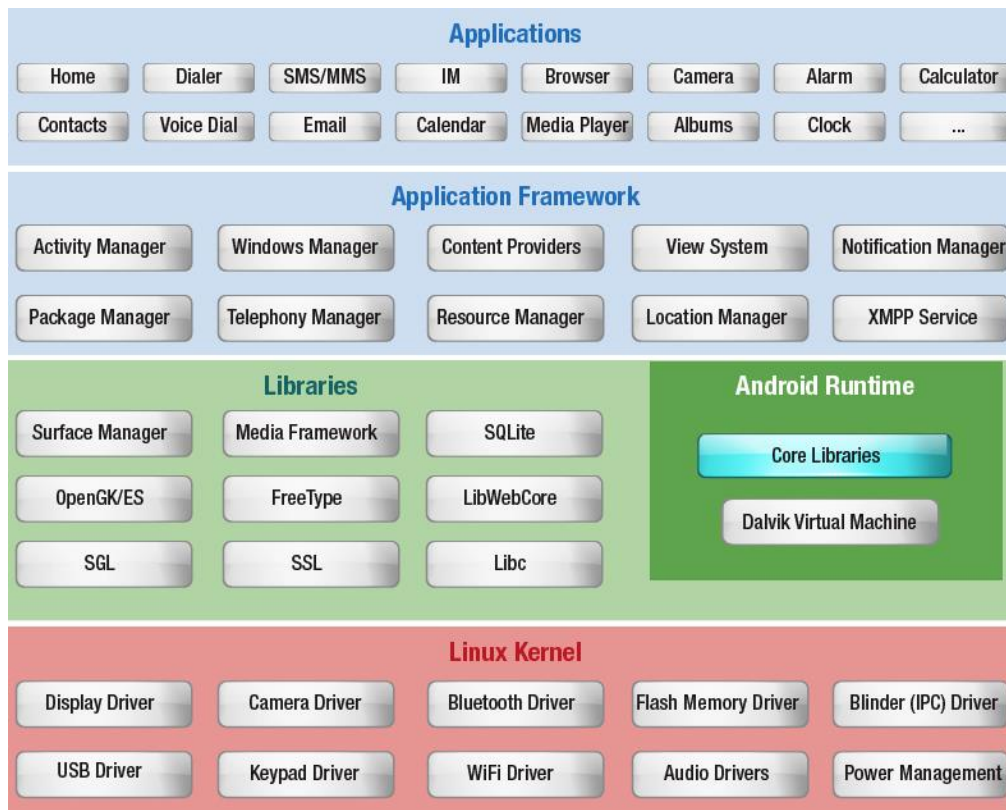 Applications
Home Dialer SMS/MMS IM Browser Camera Alarm Calculator
Contacts Voice Dial Email Calendar Media Player Albums Clock ...
Application Framework
Activity Manager Windows Manager Content Providers View System Notification Manager
Package Manager Telephony Manager Resource Manager Location Manager XMPP Service
Libraries Android Runtime
Surface Manager Media Framework SQLite Core Libraries
OpenGK/ES FreeType LibWebCore Dalvik Virtual Machine
SGL SSL Libc
Linux Kernel
Display Driver Camera Driver Bluetooth Driver Flash Memory Driver Blinder (IPC) Driver
USB Driver Keypad Driver WiFi Driver Audio Drivers Power Management